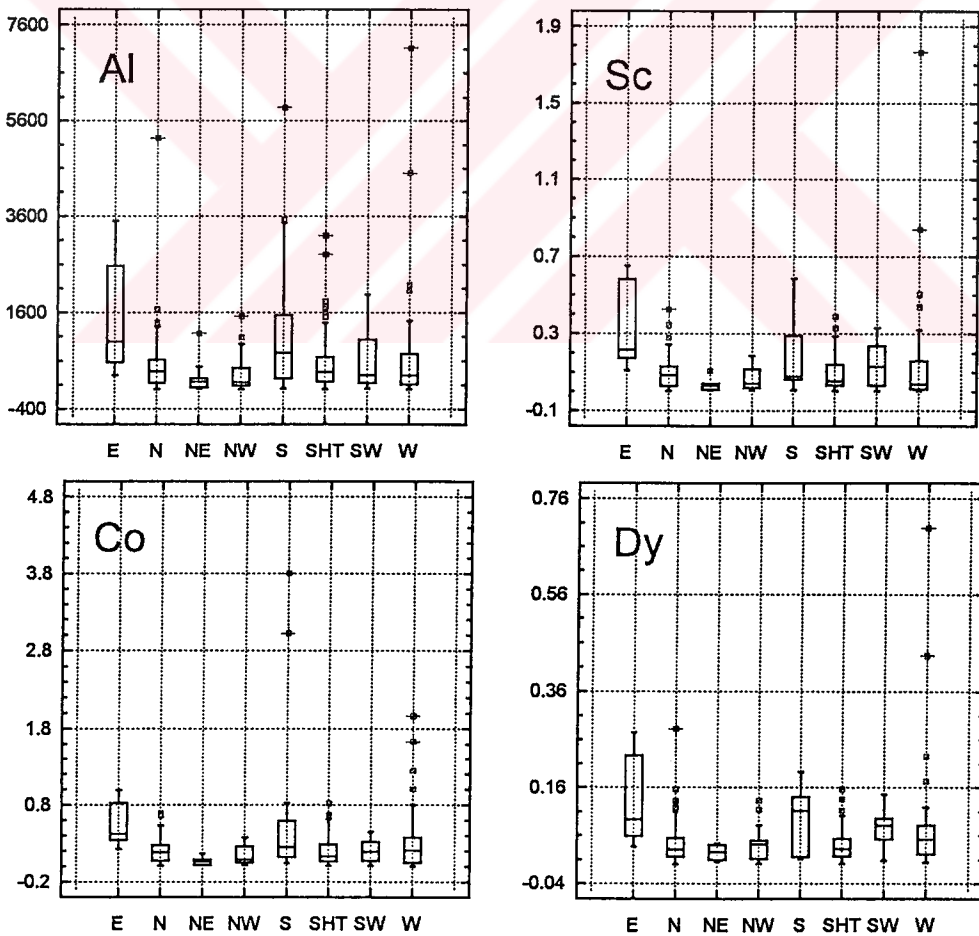 Al
7600
5600
3600
1600
-400
E N NE NW S SHT SW W
Sc
1.9
1.5
1.1
0.7
0.3
-0.1
E N NE NW S SHT SW W
Co
4.8
3.8
2.8
1.8
0.8
-0.2
E N NE NW S SHT SW W
Dy
0.76
0.56
0.36
0.16
-0.04
E N NE NW S SHT SW W